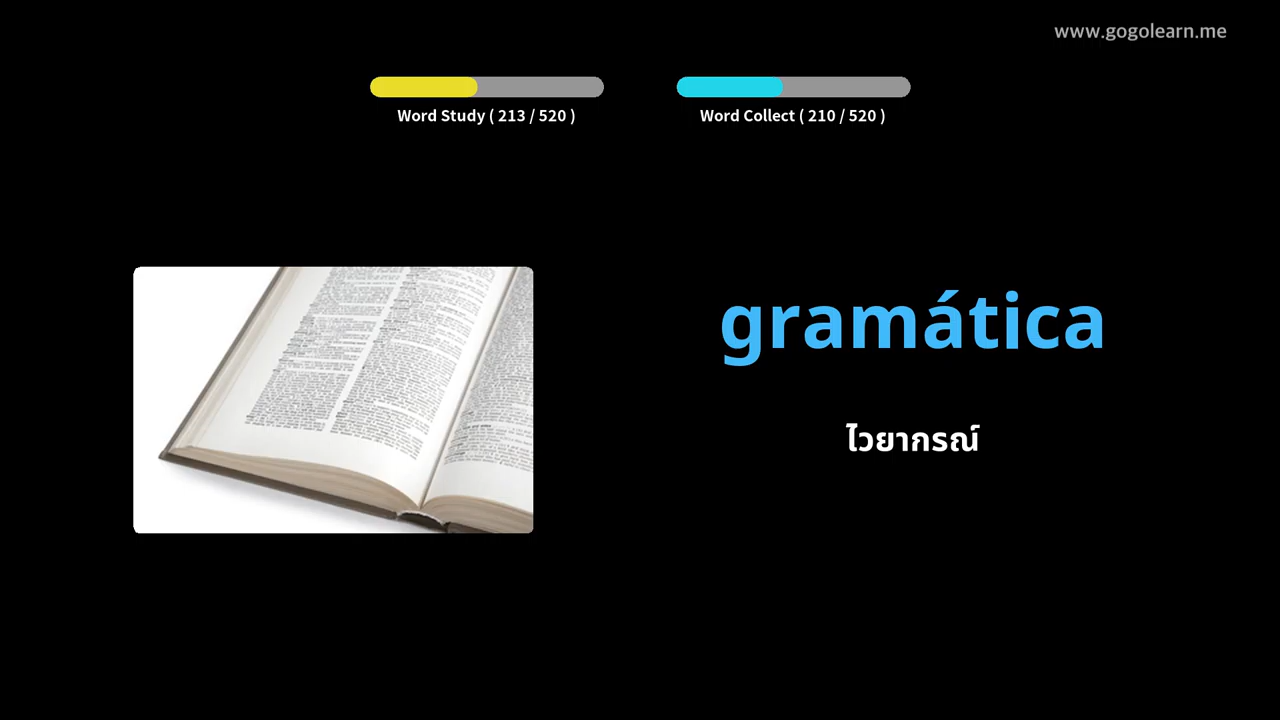 www.gogolearn.me
Word Study ( 213 / 520 )
Word Collect ( 210 / 520 )
gramática
ไวยากรณ์